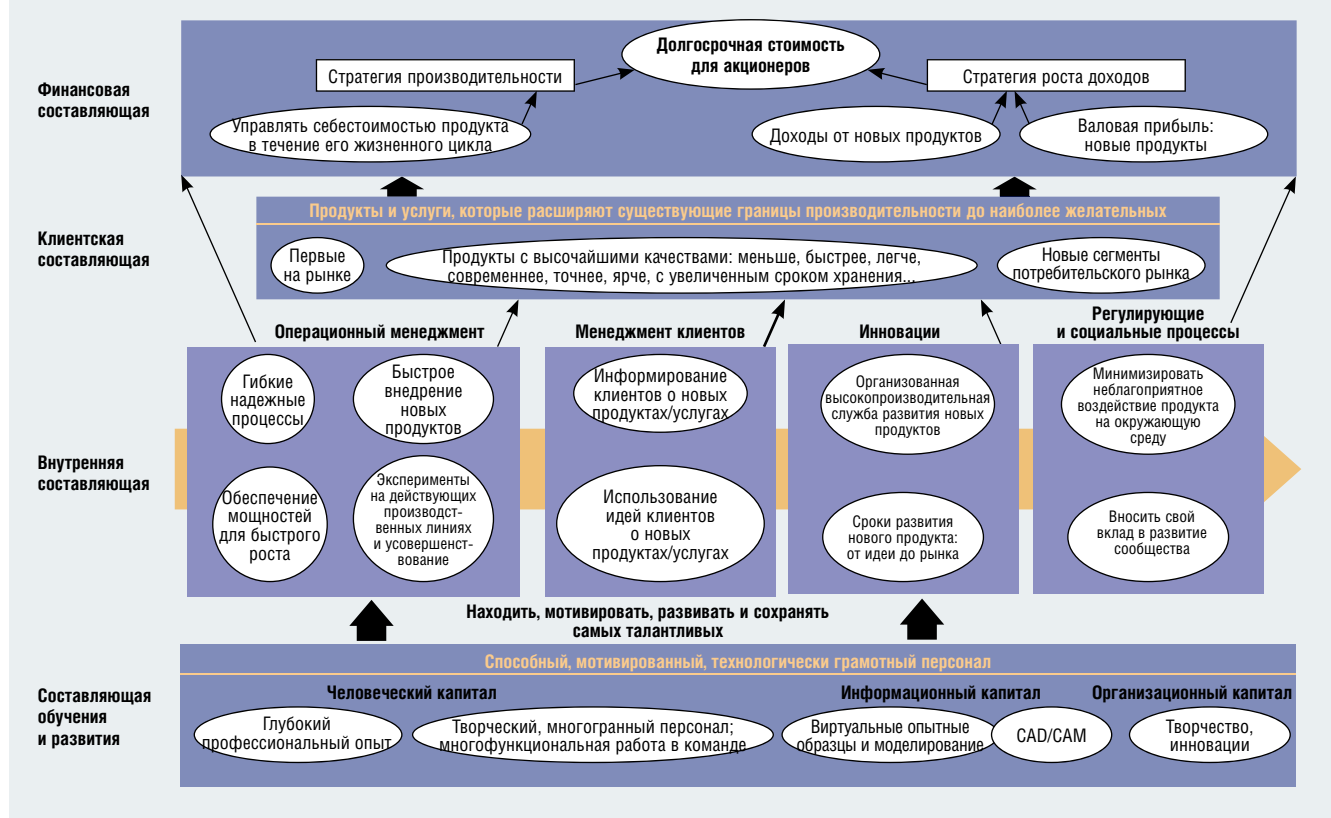 Финансовая
составляющая
Долгосрочная стоимость
для акционеров
Стратегия производительности
Стратегия роста доходов
Управлять себестоимостью продукта
в течение его жизненного цикла
Доходы от новых продуктов
Валовая прибыль:
новые продукты
Клиентская
составляющая
Продукты и услуги, которые расширяют существующие границы производительности до наиболее желательных
Первые
на рынке
Продукты с высочайшими качествами: меньше, быстрее, легче,
современнее, точнее, ярче, с увеличенным сроком хранения...
Новые сегменты
потребительского рынка
Внутренняя
составляющая
Операционный менеджмент
Гибкие
надежные
процессы
Быстрое
внедрение
новых
продуктов
Обеспечение
мощностей
для быстрого
роста
Эксперименты
на действующих
производст-
венных линиях
и усовершенст-
вование
Менеджмент клиентов
Информирование
клиентов о новых
продуктах/услугах
Использование
идей клиентов
о новых
продуктах/услугах
Инновации
Организованная
высокопроизводительная
служба развития новых
продуктов
Сроки развития
нового продукта:
от идеи до рынка
Регулирующие
и социальные процессы
Минимизировать
неблагоприятное
воздействие продукта
на окружающую
среду
Вносить свой
вклад в развитие
сообщества
Находить, мотивировать, развивать и сохранять
самых талантливых
Составляющая
обучения
и развития
Способный, мотивированный, технологически грамотный персонал
Человеческий капитал
Глубокий
профессиональный опыт
Творческий, многогранный персонал;
многофункциональная работа в команде
Информационный капитал
Виртуальные опытные
образцы и моделирование
CAD/CAM
Организационный капитал
Творчество,
инновации